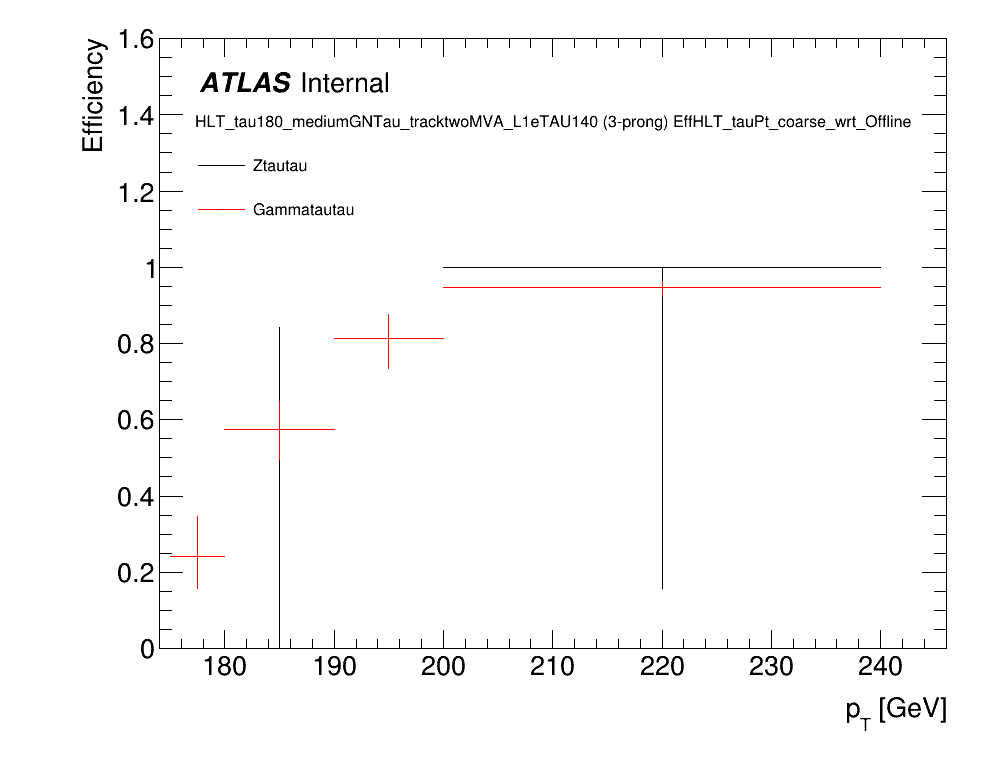 Efficiency
1.6
1.4
1.2
1
0.8
0.6
0.4
0.2
0
ATLAS Internal
HLT_tau180_mediumGNTau_tracktwoMVA_L1eTAU140 (3-prong) EffHLT_tauPt_coarse_wrt_Offline
Ztautau
Gammatautau
180 190 200 210 220 230 240
p_T [GeV]